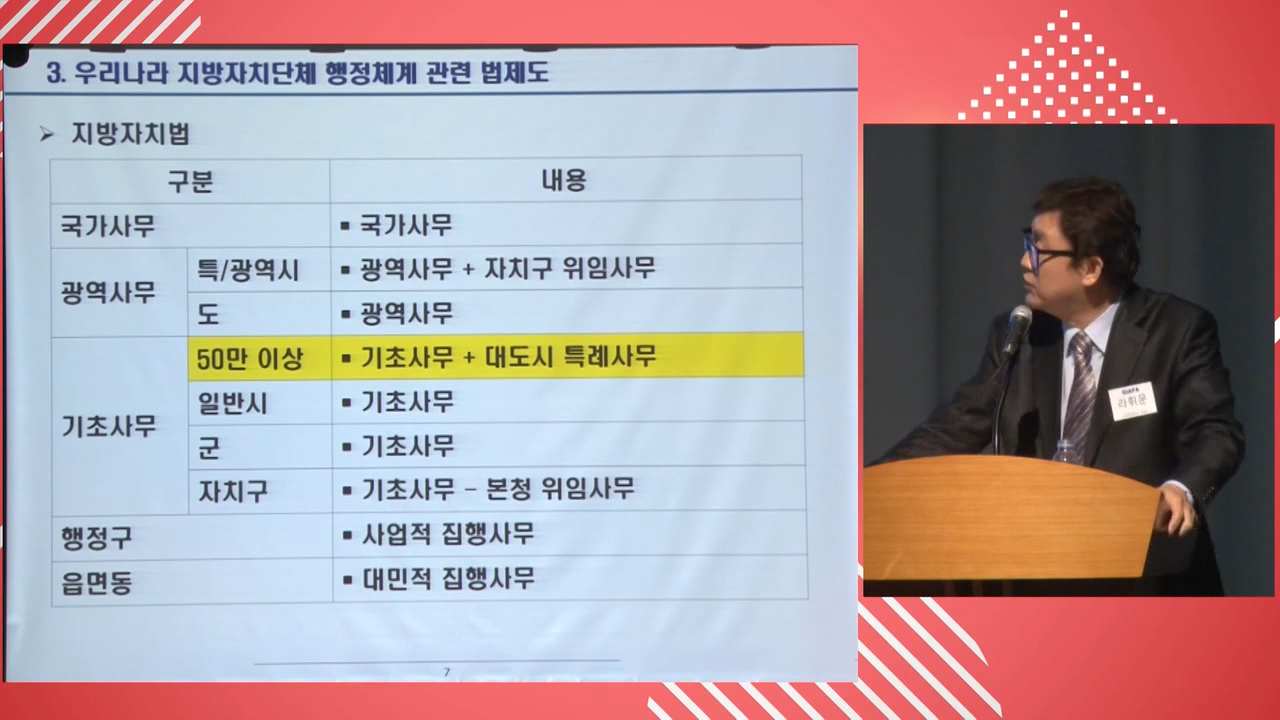 3. 우리나라 지방자치단체 행정체계 관련 법제도
➢ 지방자치법
구분 내용
국가사무 ▪ 국가사무
광역사무 특/광역시 ▪ 광역사무 + 자치구 위임사무
도 ▪ 광역사무
기초사무 50만 이상 ▪ 기초사무 + 대도시 특례사무
일반시 ▪ 기초사무
군 ▪ 기초사무
자치구 ▪ 기초사무 – 본청 위임사무
행정구 ▪ 사업적 집행사무
읍면동 ▪ 대민적 집행사무
7
라휘문